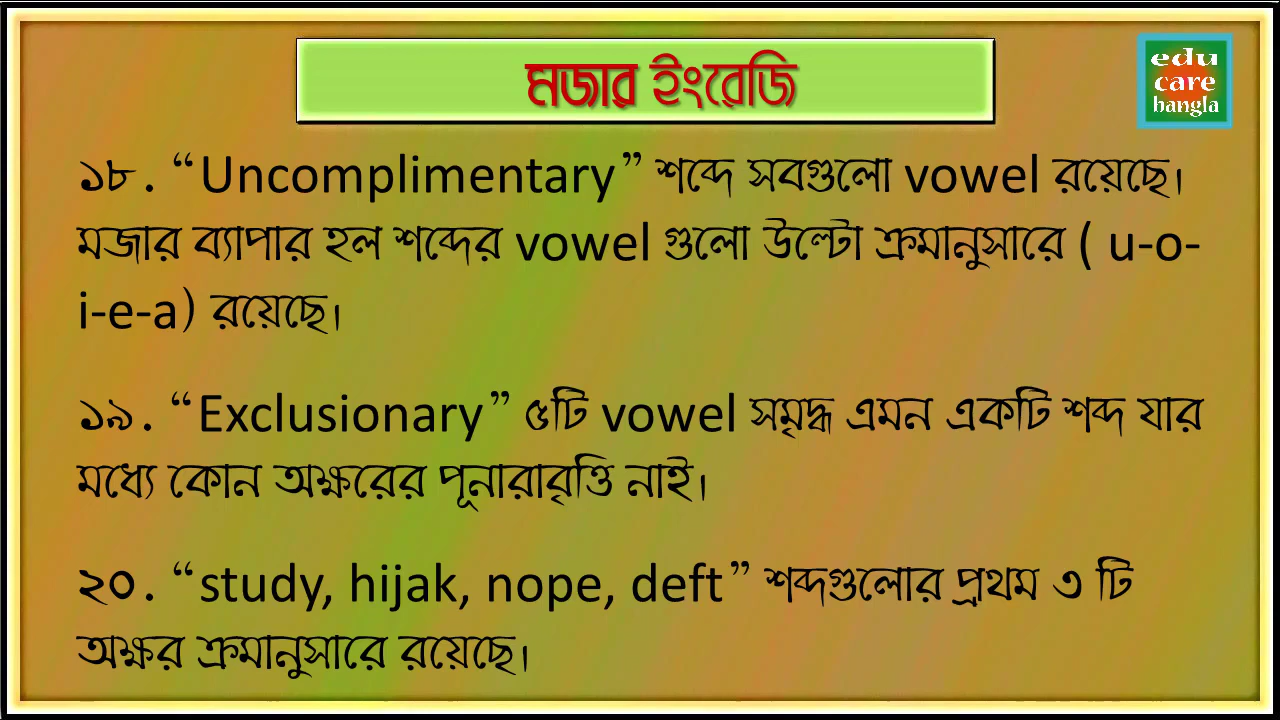 মজার ইংরেজি
edu
care
bangla
১৮. “Uncomplimentary” শব্দে সবগুলো vowel রয়েছে।
মজার ব্যাপার হল শব্দের vowel গুলো উল্টো ক্রমানুসারে ( u-o-
i-e-a) রয়েছে।
১৯. “Exclusionary” ৫টি vowel সমৃদ্ধ এমন একটি শব্দ যার
মধ্যে কোন অক্ষরের পূনারাবৃত্তি নাই।
২০. “study, hijak, nope, deft” শব্দগুলোর প্রথম ৩ টি
অক্ষর ক্রমানুসারে রয়েছে।